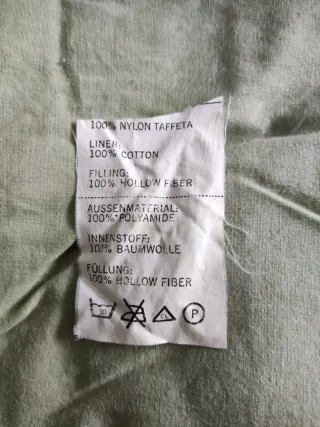 100% NYLON TAFFETA
LINER:
100% COTTON
FILLING:
100% HOLLOW FIBER
AUSSENMATERIAL:
100% POLYAMIDE
INNENSTOFF:
100% BAUMWOLLE
FÜLLUNG:
100% HOLLOW FIBER
30 CL P